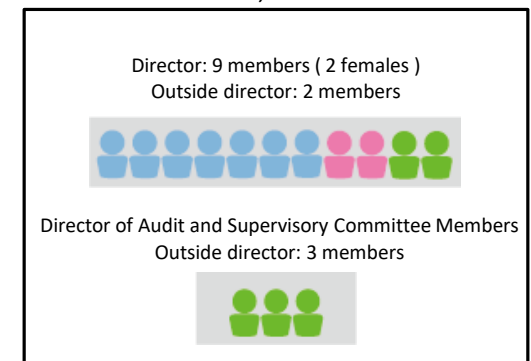 Director: 9 members ( 2 females )
Outside director: 2 members
Director of Audit and Supervisory Committee Members
Outside director: 3 members